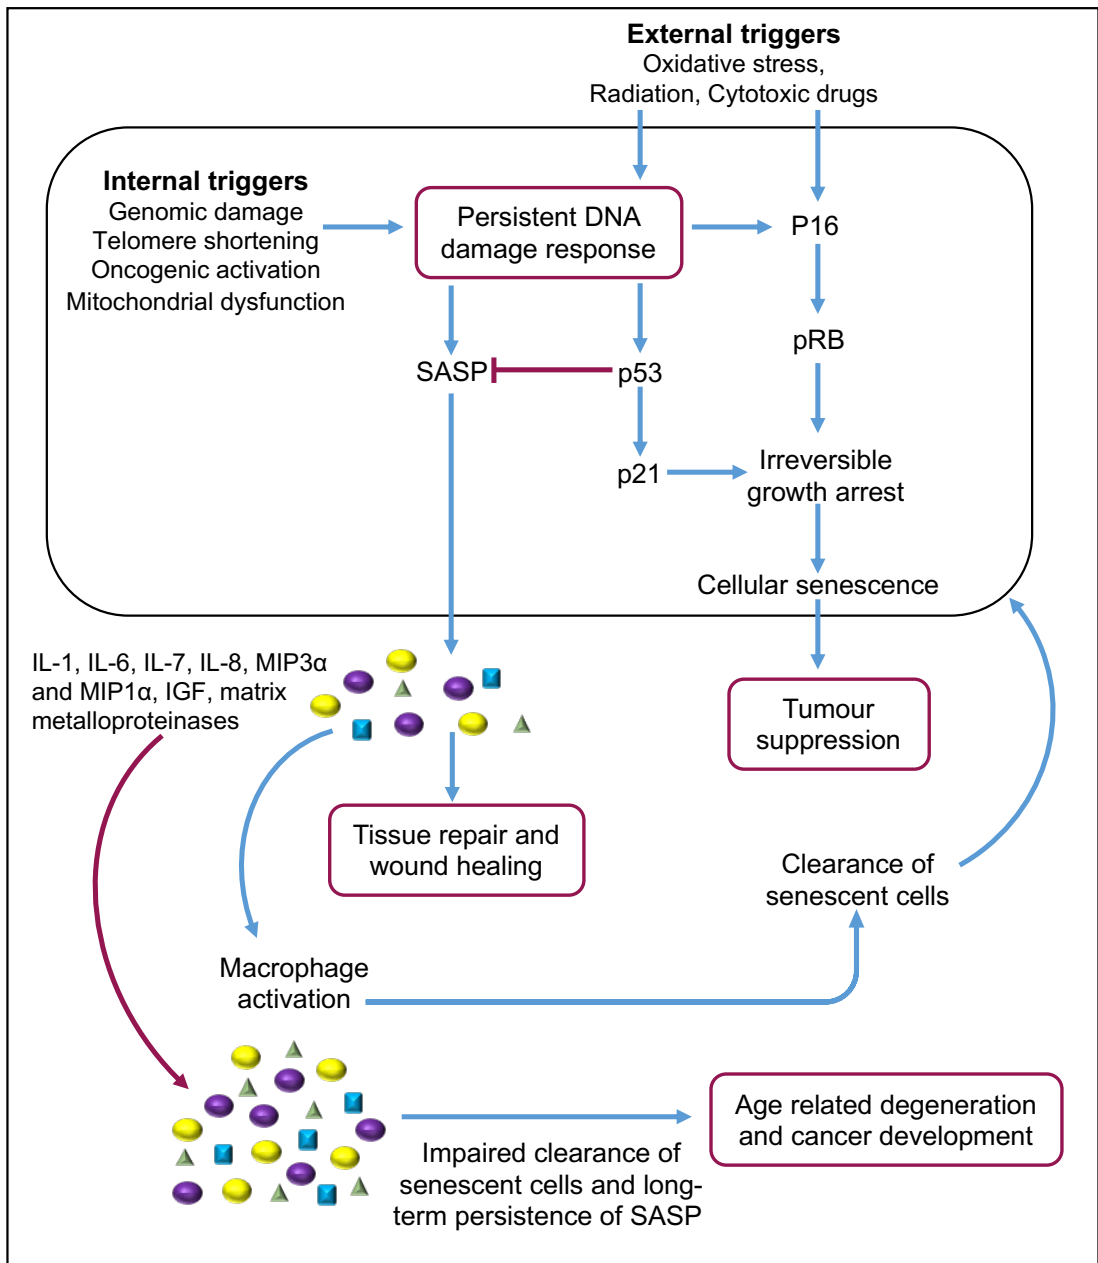 External triggers
Oxidative stress,
Radiation, Cytotoxic drugs
Internal triggers
Genomic damage
Telomere shortening
Oncogenic activation
Mitochondrial dysfunction
Persistent DNA
damage response
P16
pRB
SASP
p53
p21
Irreversible
growth arrest
Cellular senescence
IL-1, IL-6, IL-7, IL-8, MIP3α
and MIP1α, IGF, matrix
metalloproteinases
Tumour
suppression
Tissue repair and
wound healing
Clearance of
senescent cells
Macrophage
activation
Age related degeneration
and cancer development
Impaired clearance of
senescent cells and long-
term persistence of SASP